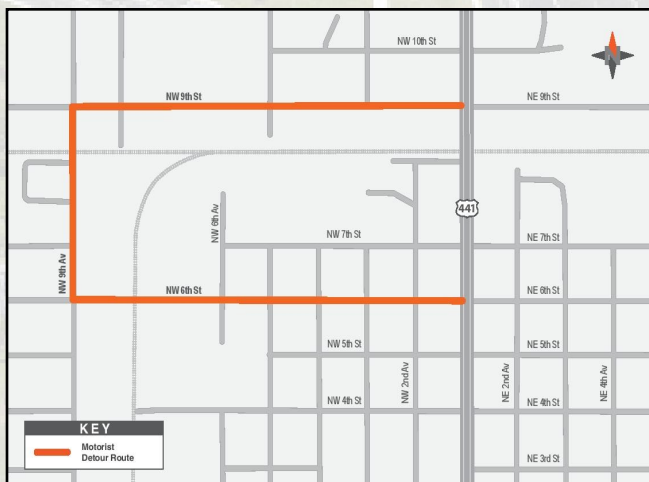 NW 10th St
NW 9th St
NE 9th St
441
NW 6th Av
NW 7th St
NE 7th St
NW 9th Av
NW 6th St
NE 6th St
NW 5th St
NE 5th St
NW 2nd Av
NE 2nd Av
NE 4th Av
NW 4th St
NE 4th St
NE 3rd St
KEY
Motorist
Detour Route